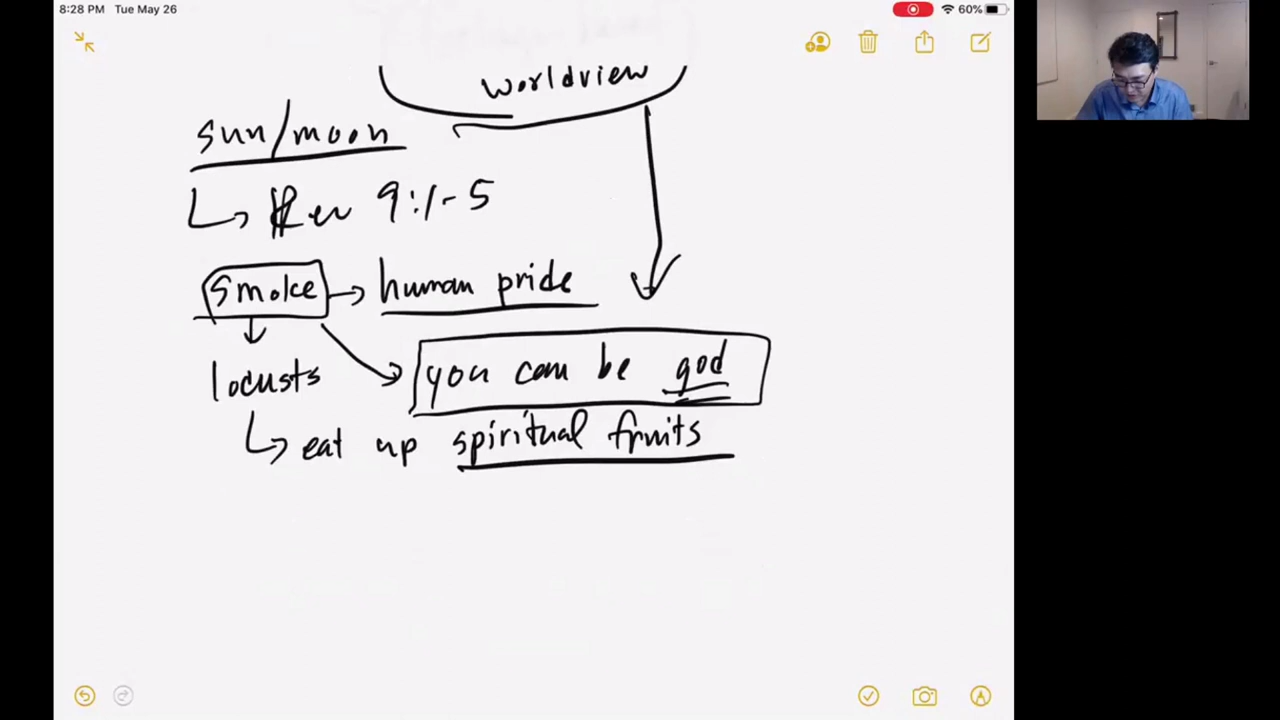 8:28 PM Tue May 26
60%
worldview
sun/moon
Rev 9:1-5
smoke → human pride
you can be god
locusts
eat up spiritual fruits